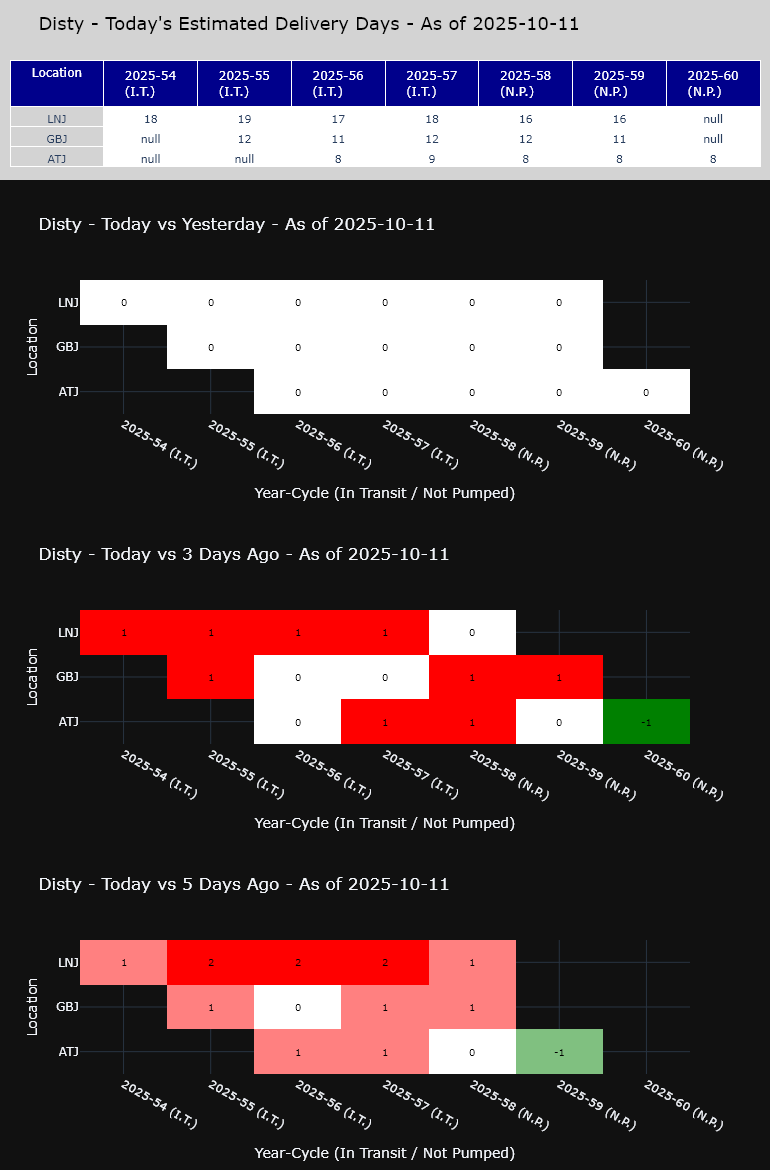 Disty - Today's Estimated Delivery Days - As of 2025-10-11
Location 2025-54 (I.T.) 2025-55 (I.T.) 2025-56 (I.T.) 2025-57 (I.T.) 2025-58 (N.P.) 2025-59 (N.P.) 2025-60 (N.P.)
LNJ 18 19 17 18 16 16 null
GBJ null 12 11 12 12 11 null
ATJ null null 8 9 8 8 8
Disty - Today vs Yesterday - As of 2025-10-11
Location
LNJ 0 0 0 0 0 0
GBJ 0 0 0 0 0
ATJ 0 0 0 0 0
2025-54 (I.T.) 2025-55 (I.T.) 2025-56 (I.T.) 2025-57 (I.T.) 2025-58 (N.P.) 2025-59 (N.P.) 2025-60 (N.P.)
Year-Cycle (In Transit / Not Pumped)
Disty - Today vs 3 Days Ago - As of 2025-10-11
Location
LNJ 1 1 1 1 0
GBJ 1 0 0 1 1
ATJ 0 1 1 0 -1
2025-54 (I.T.) 2025-55 (I.T.) 2025-56 (I.T.) 2025-57 (I.T.) 2025-58 (N.P.) 2025-59 (N.P.) 2025-60 (N.P.)
Year-Cycle (In Transit / Not Pumped)
Disty - Today vs 5 Days Ago - As of 2025-10-11
Location
LNJ 1 2 2 2 1
GBJ 1 0 1 1
ATJ 1 1 0 -1
2025-54 (I.T.) 2025-55 (I.T.) 2025-56 (I.T.) 2025-57 (I.T.) 2025-58 (N.P.) 2025-59 (N.P.) 2025-60 (N.P.)
Year-Cycle (In Transit / Not Pumped)